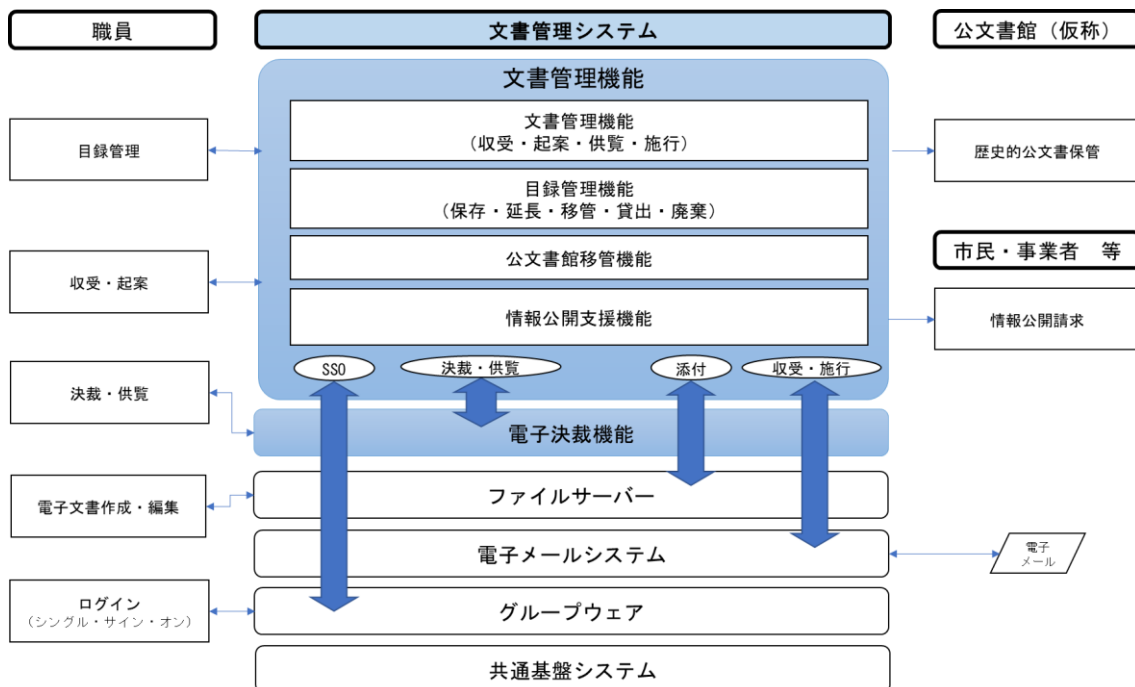 職員
文書管理システム
公文書館（仮称）
文書管理機能
文書管理機能
（収受・起案・供覧・施行）
目録管理
歴史的公文書保管
目録管理機能
（保存・延長・移管・貸出・廃棄）
公文書館移管機能
市民・事業者　等
収受・起案
情報公開支援機能
情報公開請求
SSO
決裁・供覧
添付
収受・施行
決裁・供覧
電子決裁機能
電子文書作成・編集
ファイルサーバー
電子メールシステム
電子
メール
ログイン
（シングル・サイン・オン）
グループウェア
共通基盤システム